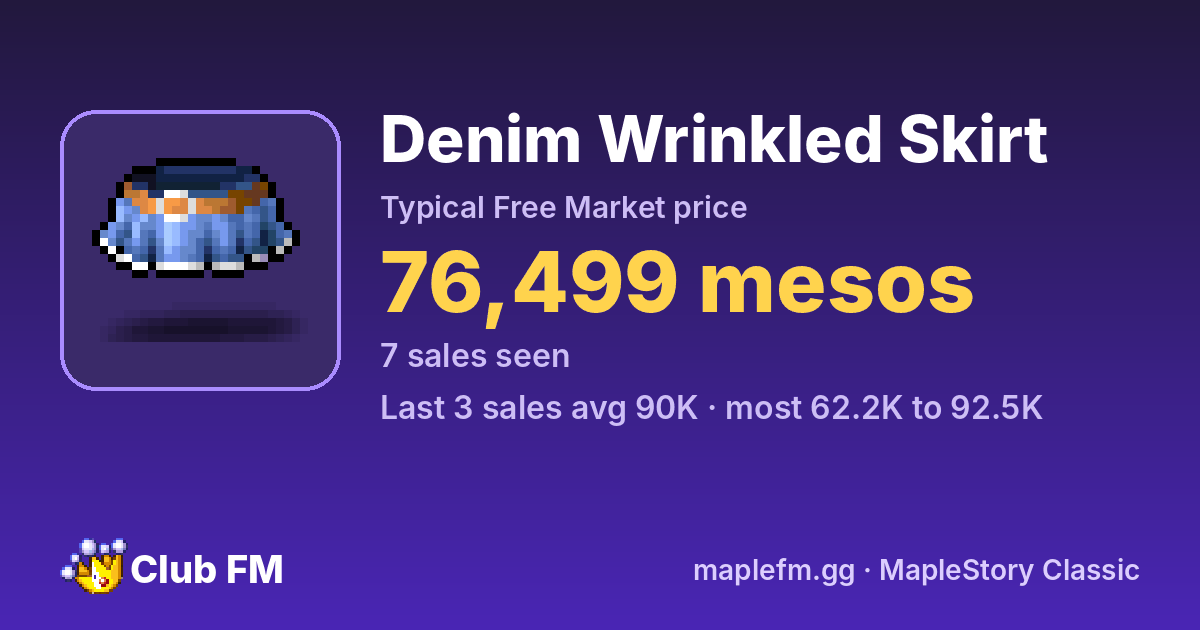 Denim Wrinkled Skirt
Typical Free Market price
76,499 mesos
7 sales seen
Last 3 sales avg 90K · most 62.2K to 92.5K
Club FM
maplefm.gg · MapleStory Classic